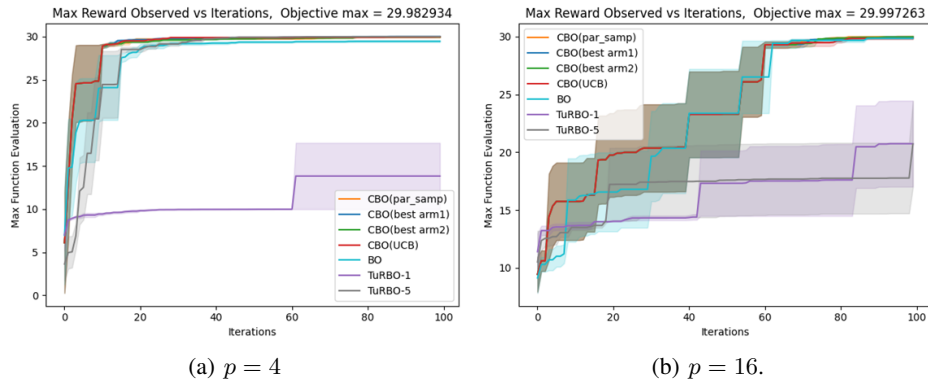 Max Reward Observed vs Iterations, Objective max = 29.982934
30
25
20
15
10
5
0
Max Function Evaluation
CBO(par_samp)
CBO(best arm1)
CBO(best arm2)
CBO(UCB)
BO
TuRBO-1
TuRBO-5
0 20 40 60 80 100
Iterations
(a) p = 4
Max Reward Observed vs Iterations, Objective max = 29.997263
30
25
20
15
10
Max Function Evaluation
CBO(par_samp)
CBO(best arm1)
CBO(best arm2)
CBO(UCB)
BO
TuRBO-1
TuRBO-5
0 20 40 60 80 100
Iterations
(b) p = 16.